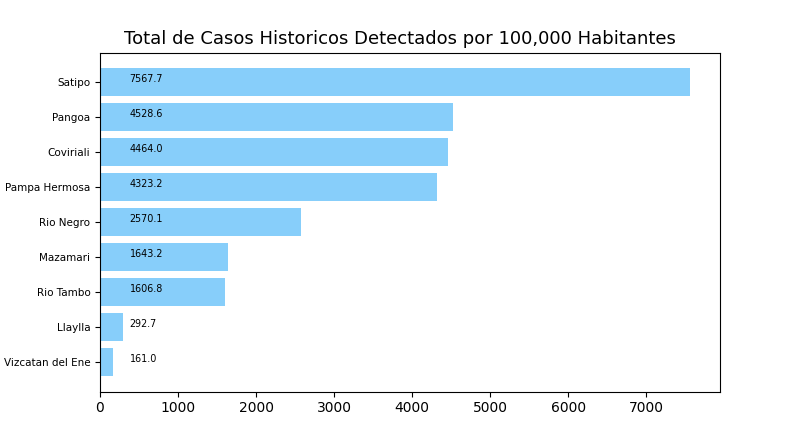 Total de Casos Historicos Detectados por 100,000 Habitantes
Satipo 7567.7
Pangoa 4528.6
Coviriali 4464.0
Pampa Hermosa 4323.2
Rio Negro 2570.1
Mazamari 1643.2
Rio Tambo 1606.8
Llaylla 292.7
Vizcatan del Ene 161.0
0 1000 2000 3000 4000 5000 6000 7000